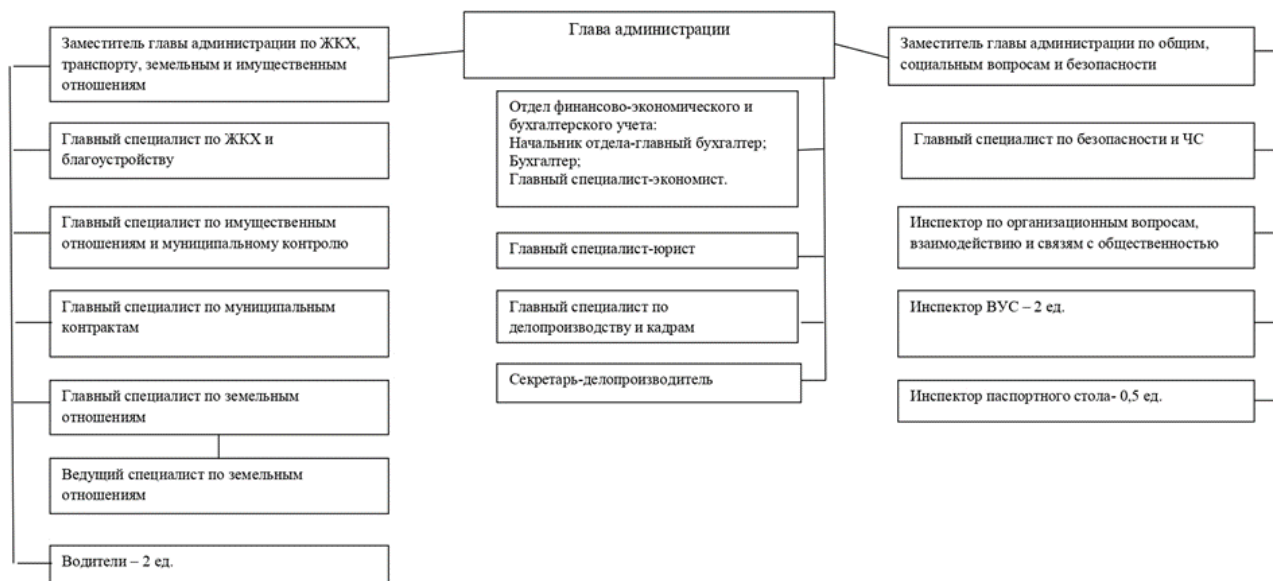 Глава администрации
Заместитель главы администрации по ЖКХ,
транспорту, земельным и имущественным
отношениям
Главный специалист по ЖКХ и
благоустройству
Главный специалист по имущественным
отношениям и муниципальному контролю
Главный специалист по муниципальным
контрактам
Главный специалист по земельным
отношениям
Ведущий специалист по земельным
отношениям
Водители – 2 ед.
Отдел финансово-экономического и
бухгалтерского учета:
Начальник отдела-главный бухгалтер;
Бухгалтер;
Главный специалист-экономист.
Главный специалист-юрист
Главный специалист по
делопроизводству и кадрам
Секретарь-делопроизводитель
Заместитель главы администрации по общим,
социальным вопросам и безопасности
Главный специалист по безопасности и ЧС
Инспектор по организационным вопросам,
взаимодействию и связям с общественностью
Инспектор ВУС – 2 ед.
Инспектор паспортного стола- 0,5 ед.